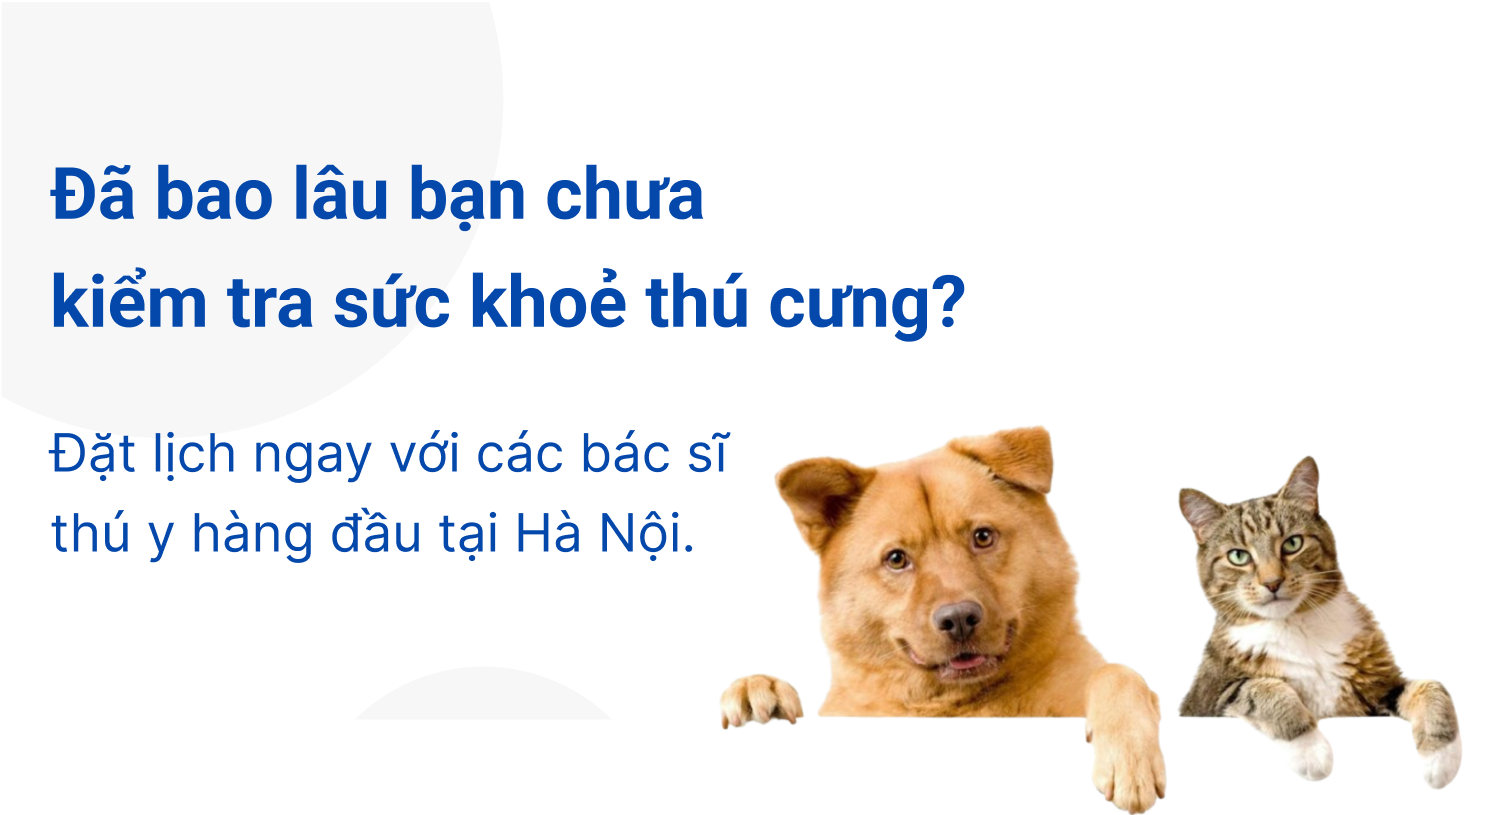 Đã bao lâu bạn chưa
kiểm tra sức khoẻ thú cưng?
Đặt lịch ngay với các bác sĩ
thú y hàng đầu tại Hà Nội.